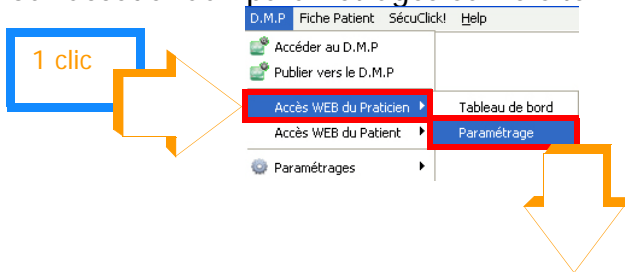 D.M.P Fiche Patient SécuClick! Help
Accéder au D.M.P
1 clic
Publier vers le D.M.P
Accès WEB du Praticien Tableau de bord
Accès WEB du Patient Paramétrage
Paramétrages